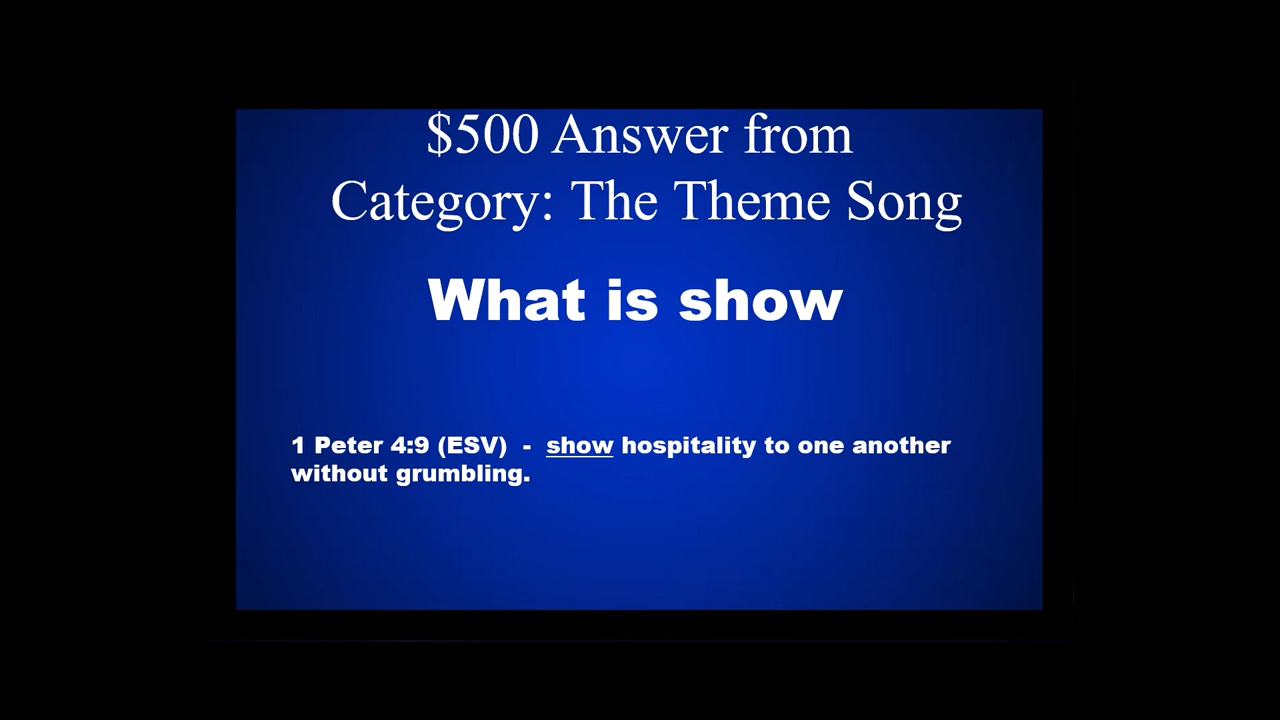 $500 Answer from
Category: The Theme Song
What is show
1 Peter 4:9 (ESV)  -  show hospitality to one another
without grumbling.